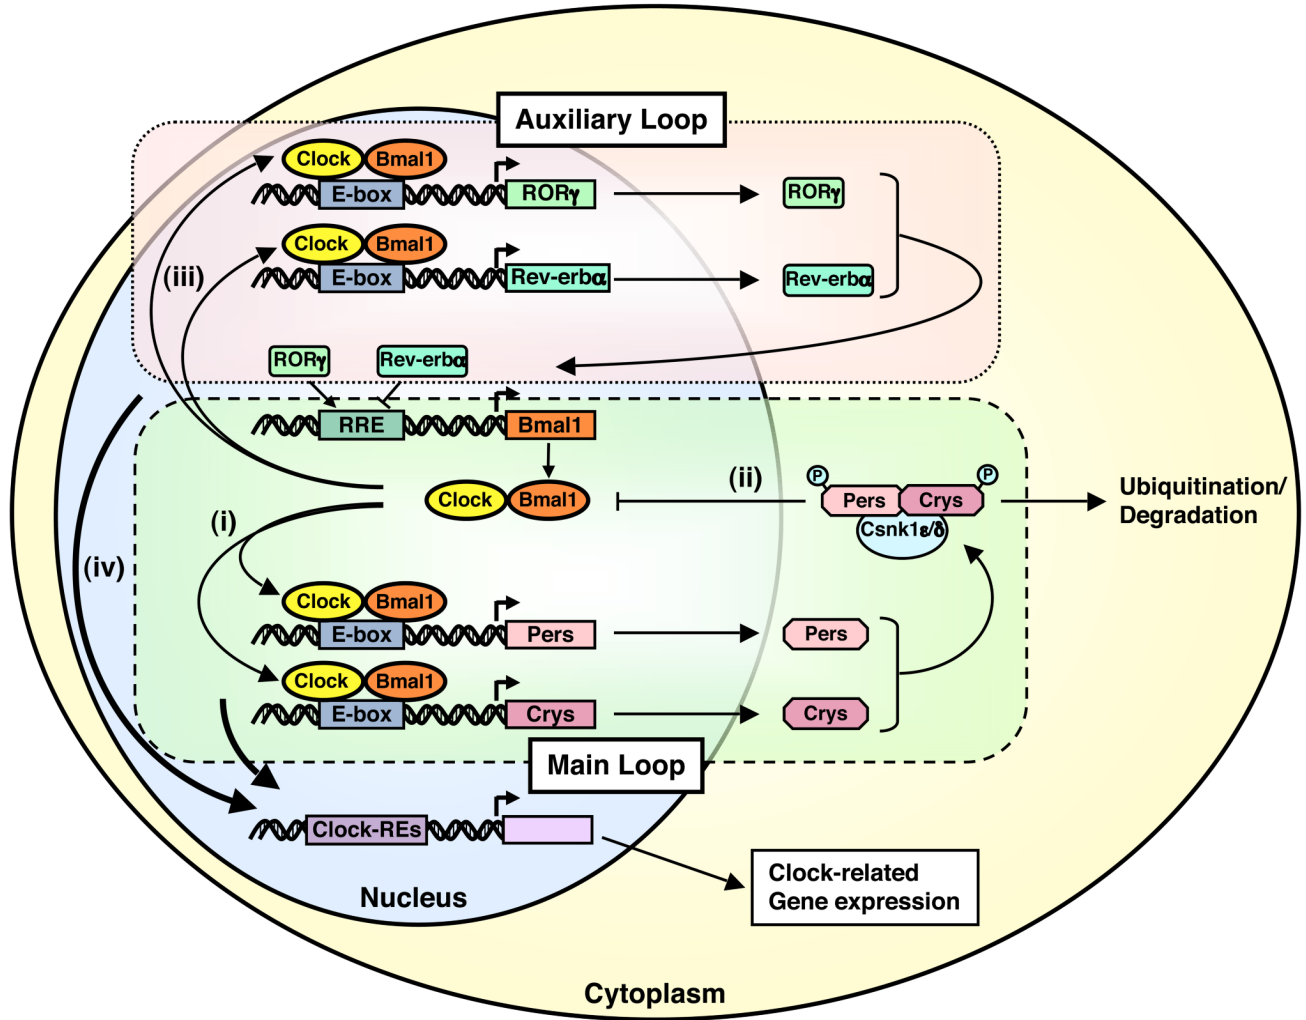 Auxiliary Loop
Clock Bmal1
E-box RORγ RORγ
Clock Bmal1
E-box Rev-erbα Rev-erbα
(iii)
RORγ Rev-erbα
RRE Bmal1
Clock Bmal1
(ii)
P P
Pers Crys
Csnk1ε/δ
Ubiquitination/
Degradation
(i)
(iv)
Clock Bmal1
E-box Pers Pers
Clock Bmal1
E-box Crys Crys
Main Loop
Clock-REs
Clock-related
Gene expression
Nucleus
Cytoplasm